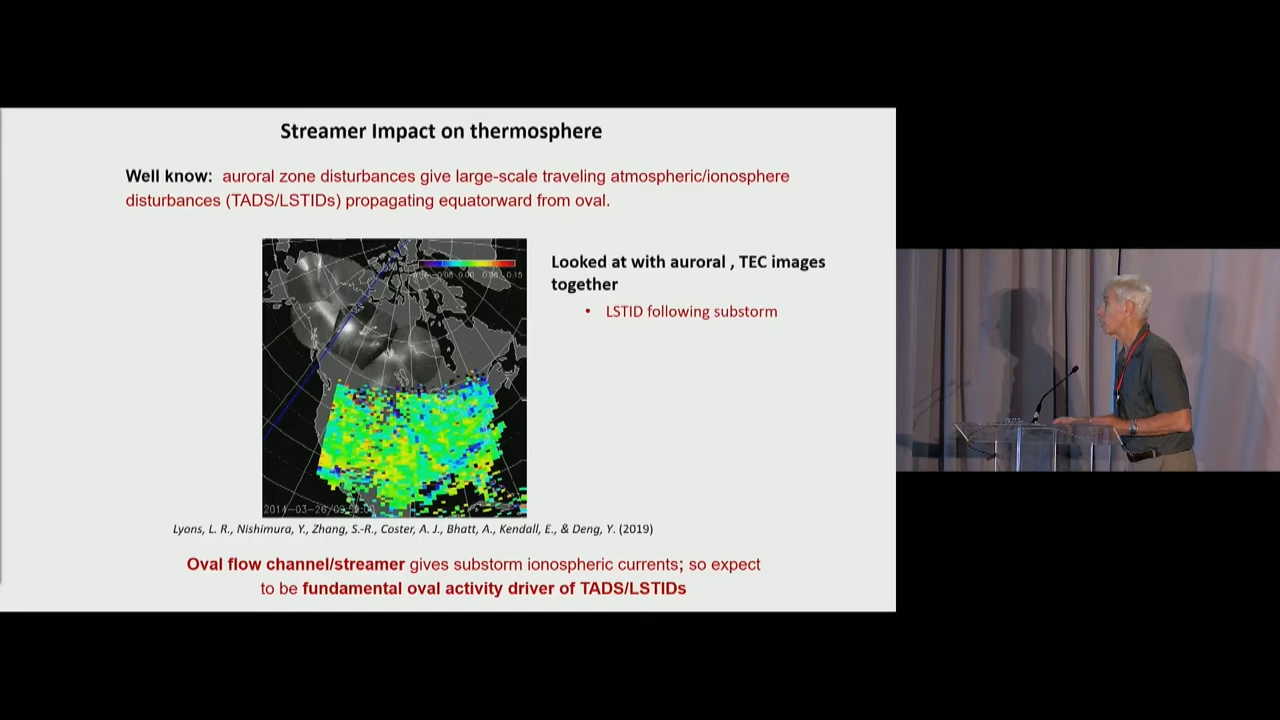 Streamer Impact on thermosphere
Well know: auroral zone disturbances give large-scale traveling atmospheric/ionosphere
disturbances (TADS/LSTIDs) propagating equatorward from oval.
Looked at with auroral , TEC images
together
• LSTID following substorm
Lyons, L. R., Nishimura, Y., Zhang, S.-R., Coster, A. J., Bhatt, A., Kendall, E., & Deng, Y. (2019)
Oval flow channel/streamer gives substorm ionospheric currents; so expect
to be fundamental oval activity driver of TADS/LSTIDs